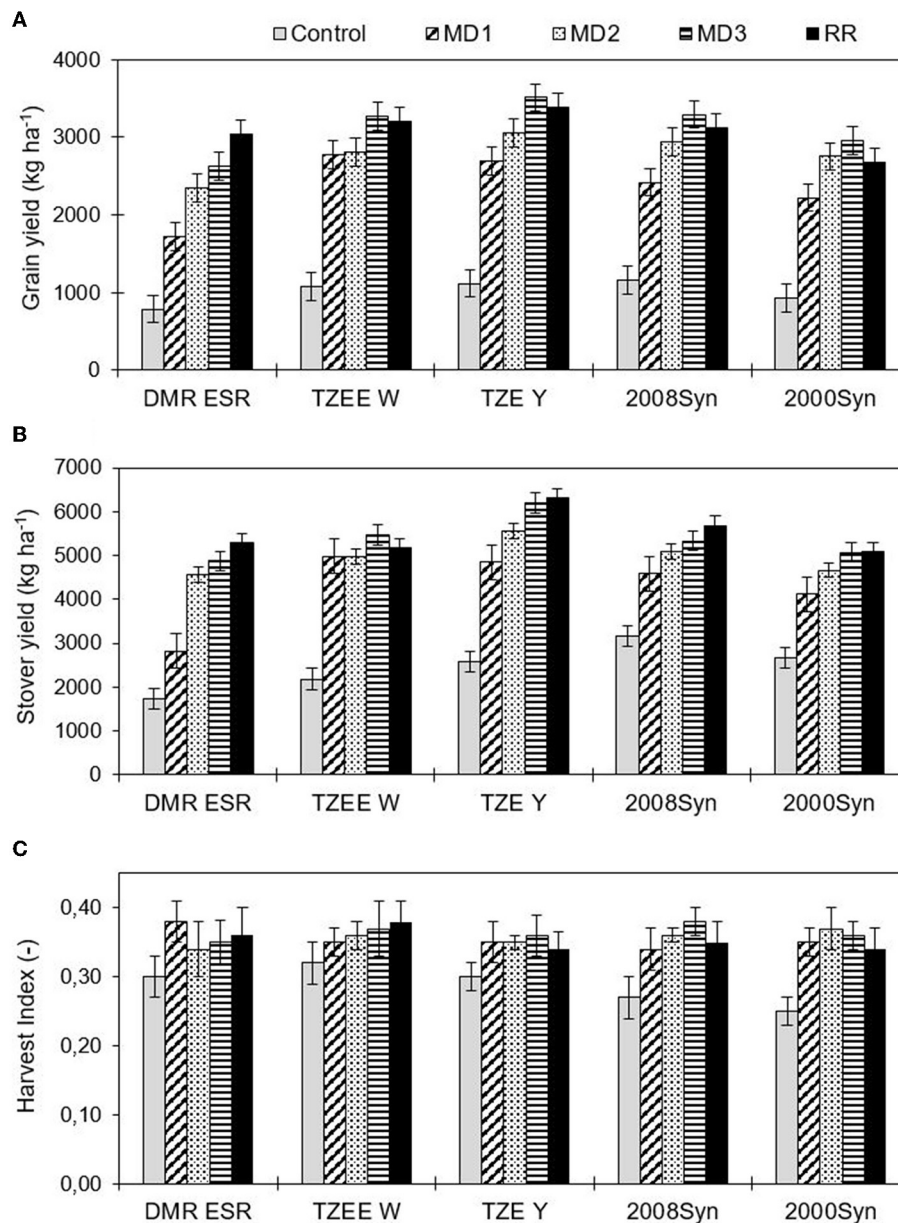 A
Control MD1 MD2 MD3 RR
Grain yield (kg ha⁻¹)
4000
3000
2000
1000
0
DMR ESR TZEE W TZE Y 2008Syn 2000Syn
B
Stover yield (kg ha⁻¹)
7000
6000
5000
4000
3000
2000
1000
0
DMR ESR TZEE W TZE Y 2008Syn 2000Syn
C
Harvest Index (-)
0,40
0,30
0,20
0,10
0,00
DMR ESR TZEE W TZE Y 2008Syn 2000Syn